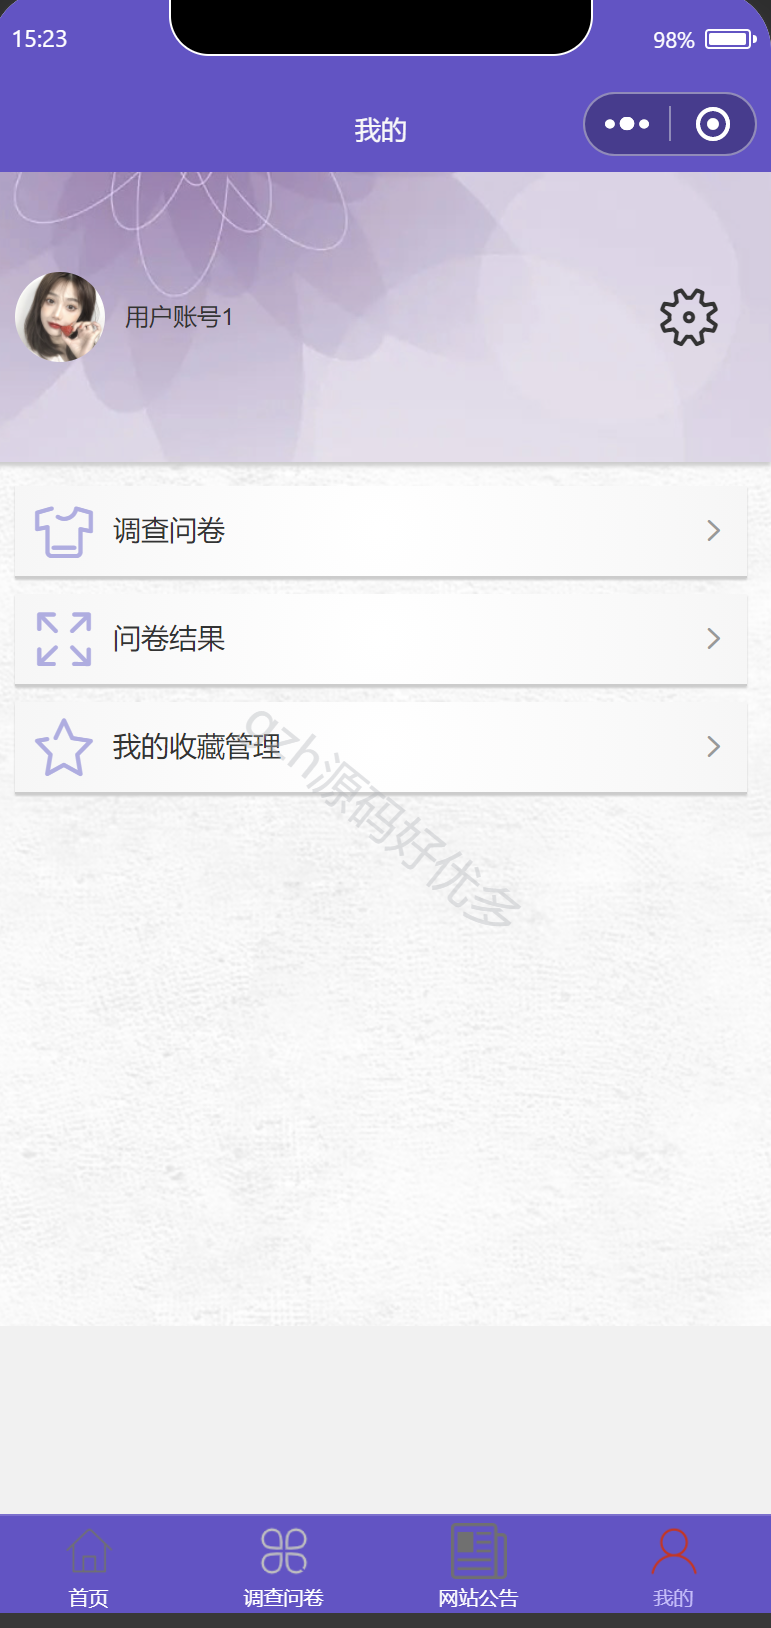 15:23
98%
我的
用户账号1
调查问卷
问卷结果
我的收藏管理
gzh源码好优多
首页
调查问卷
网站公告
我的